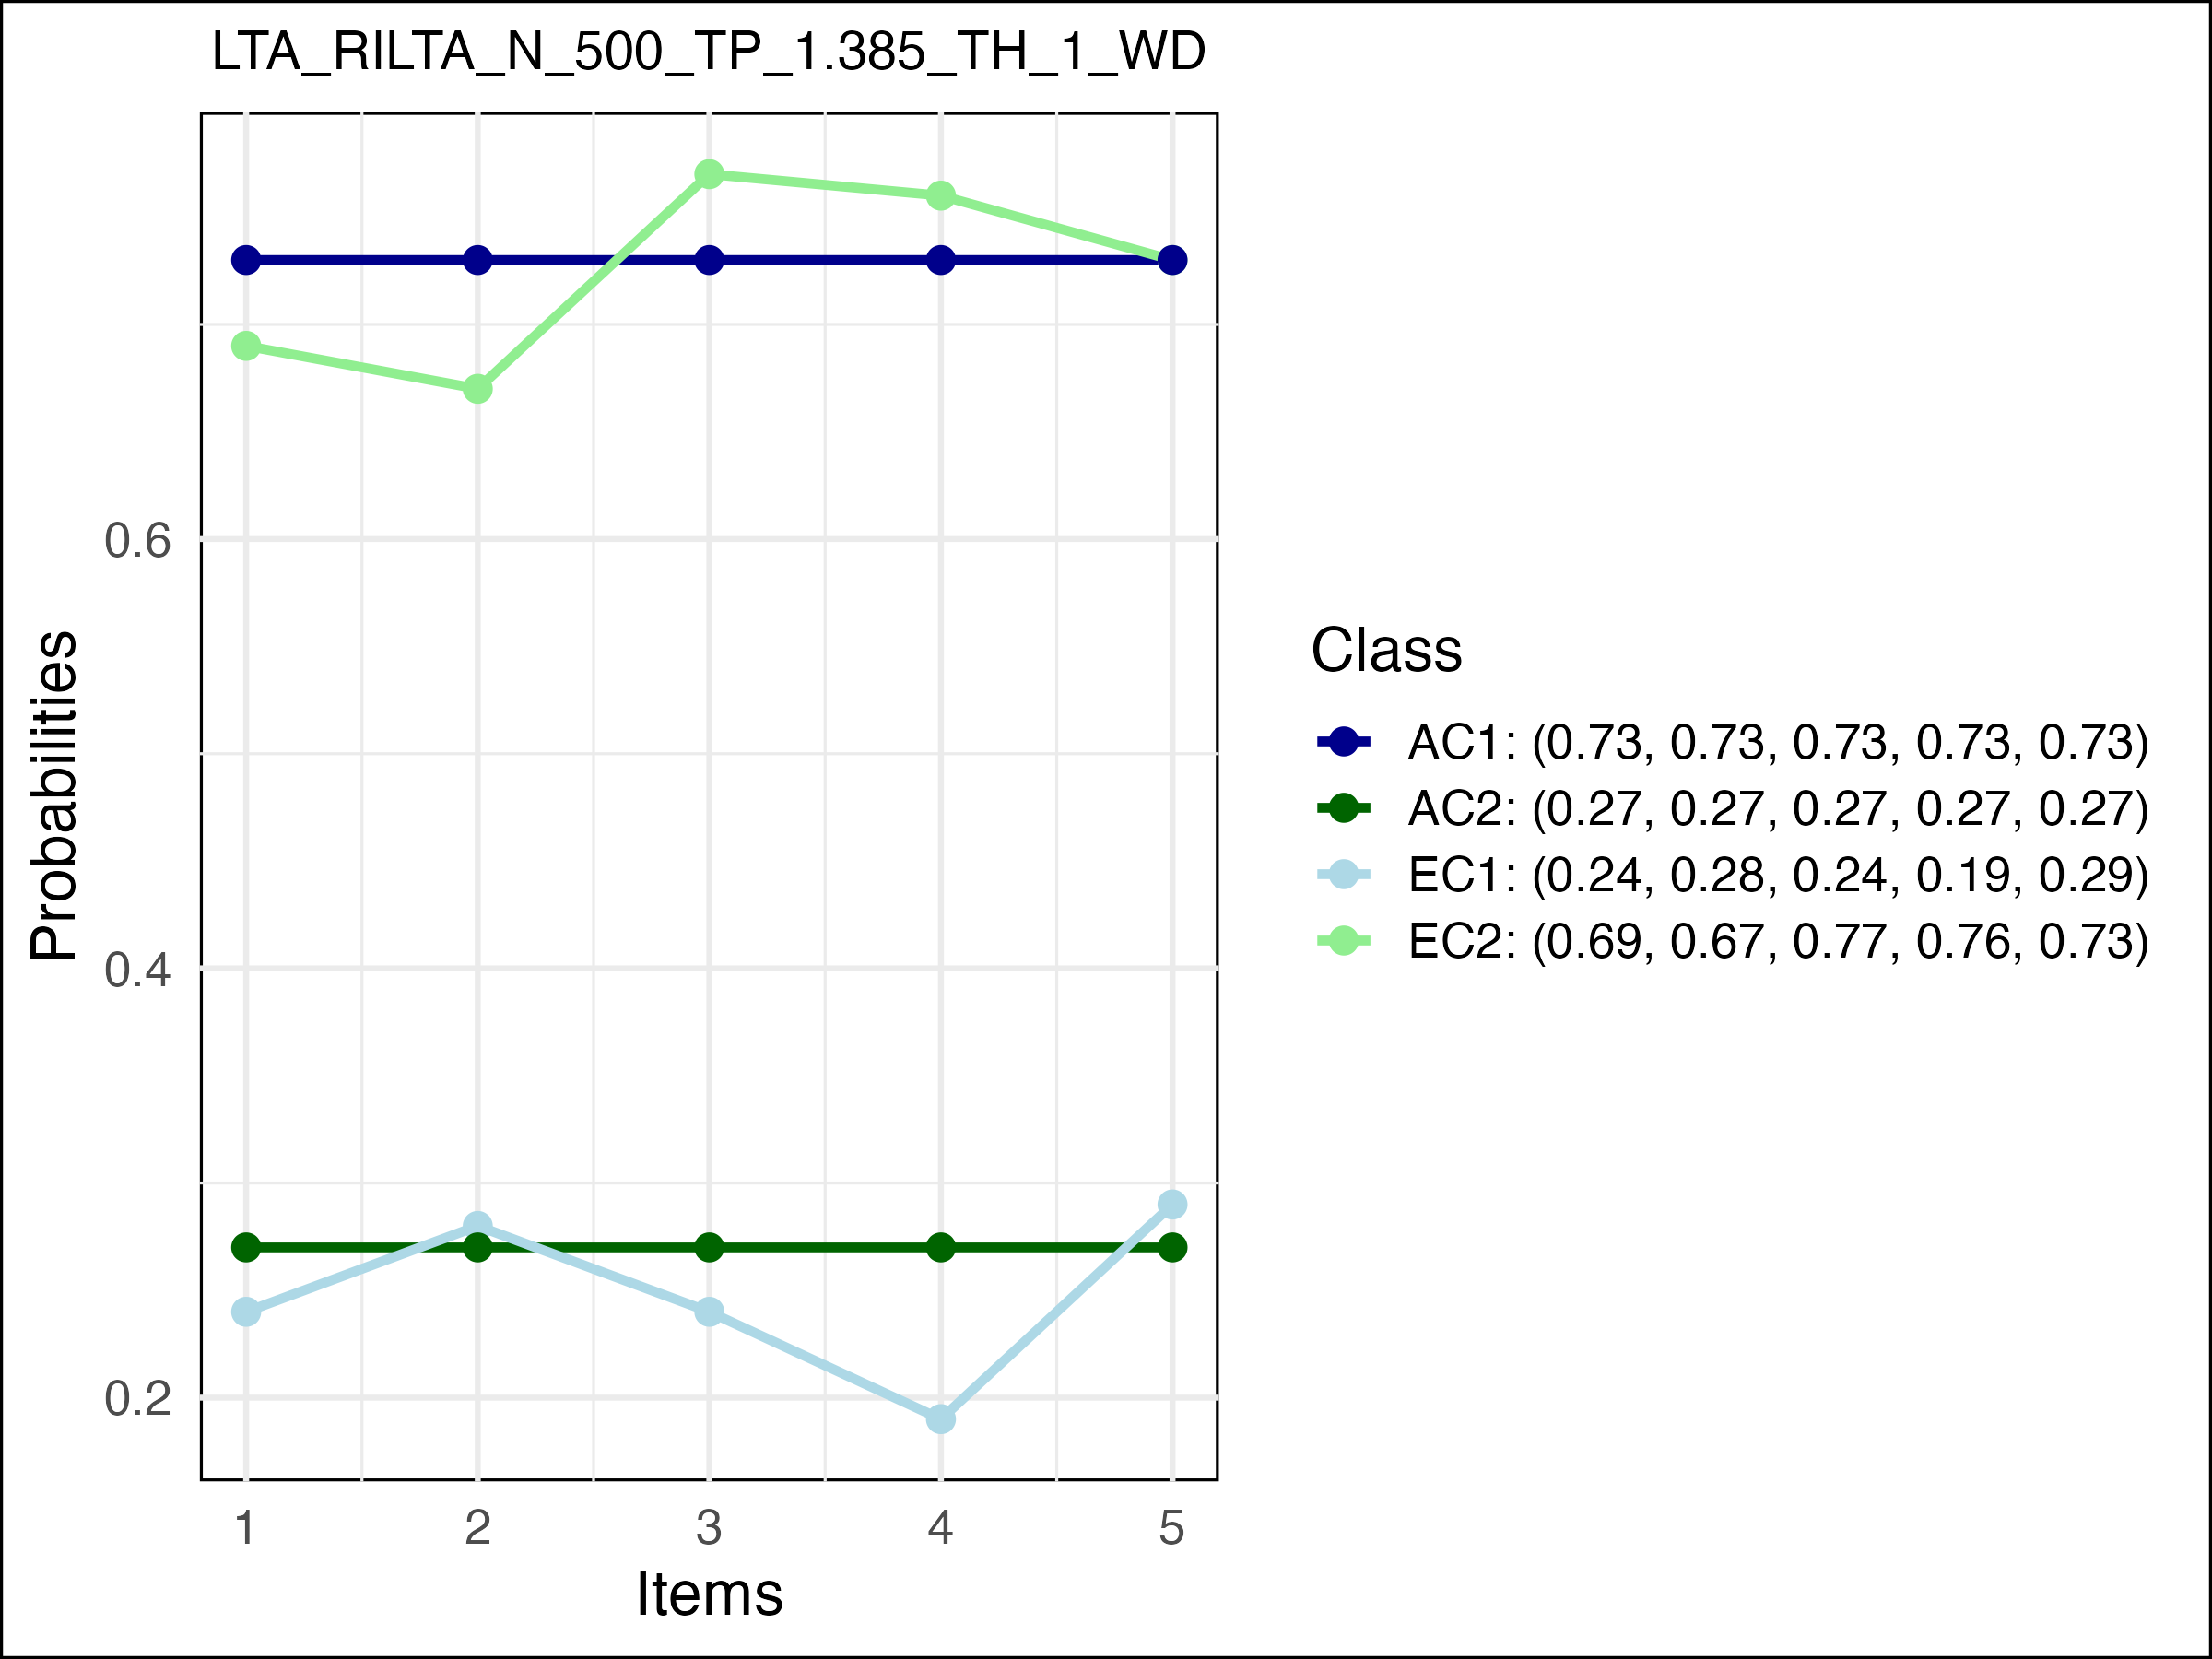 LTA_RILTA_N_500_TP_1.385_TH_1_WD
Probabilities
0.6
0.4
0.2
1 2 3 4 5
Items
Class
AC1: (0.73, 0.73, 0.73, 0.73, 0.73)
AC2: (0.27, 0.27, 0.27, 0.27, 0.27)
EC1: (0.24, 0.28, 0.24, 0.19, 0.29)
EC2: (0.69, 0.67, 0.77, 0.76, 0.73)